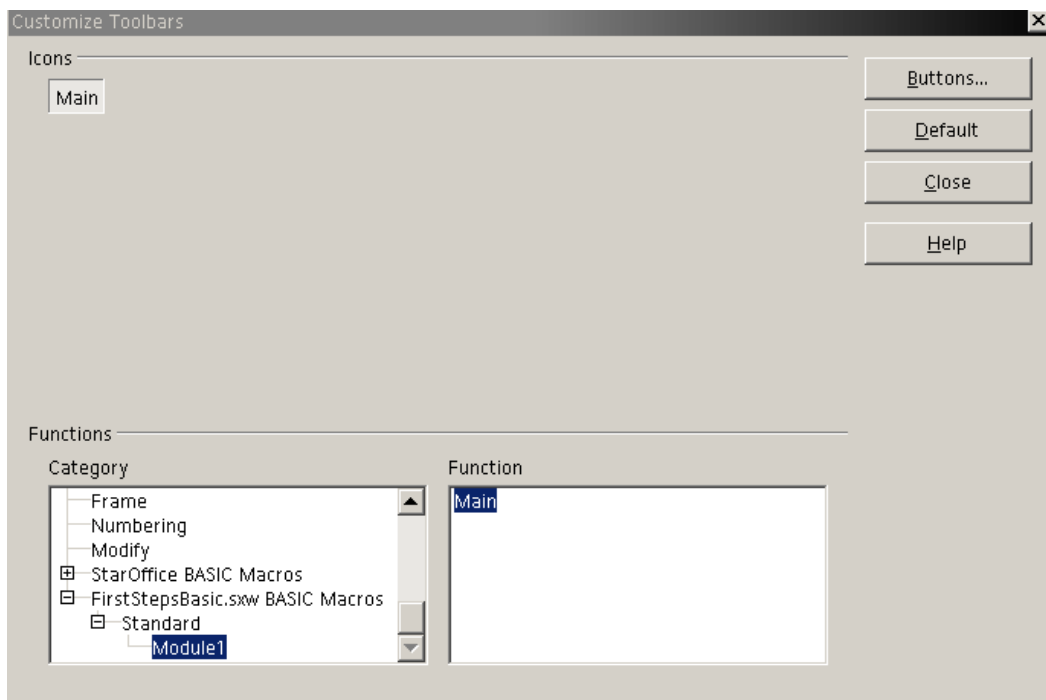 Customize Toolbars
Icons
Main
Buttons...
Default
Close
Help
Functions
Category
Function
Frame
Numbering
Modify
StarOffice BASIC Macros
FirstStepsBasic.sxw BASIC Macros
Standard
Module1
Main